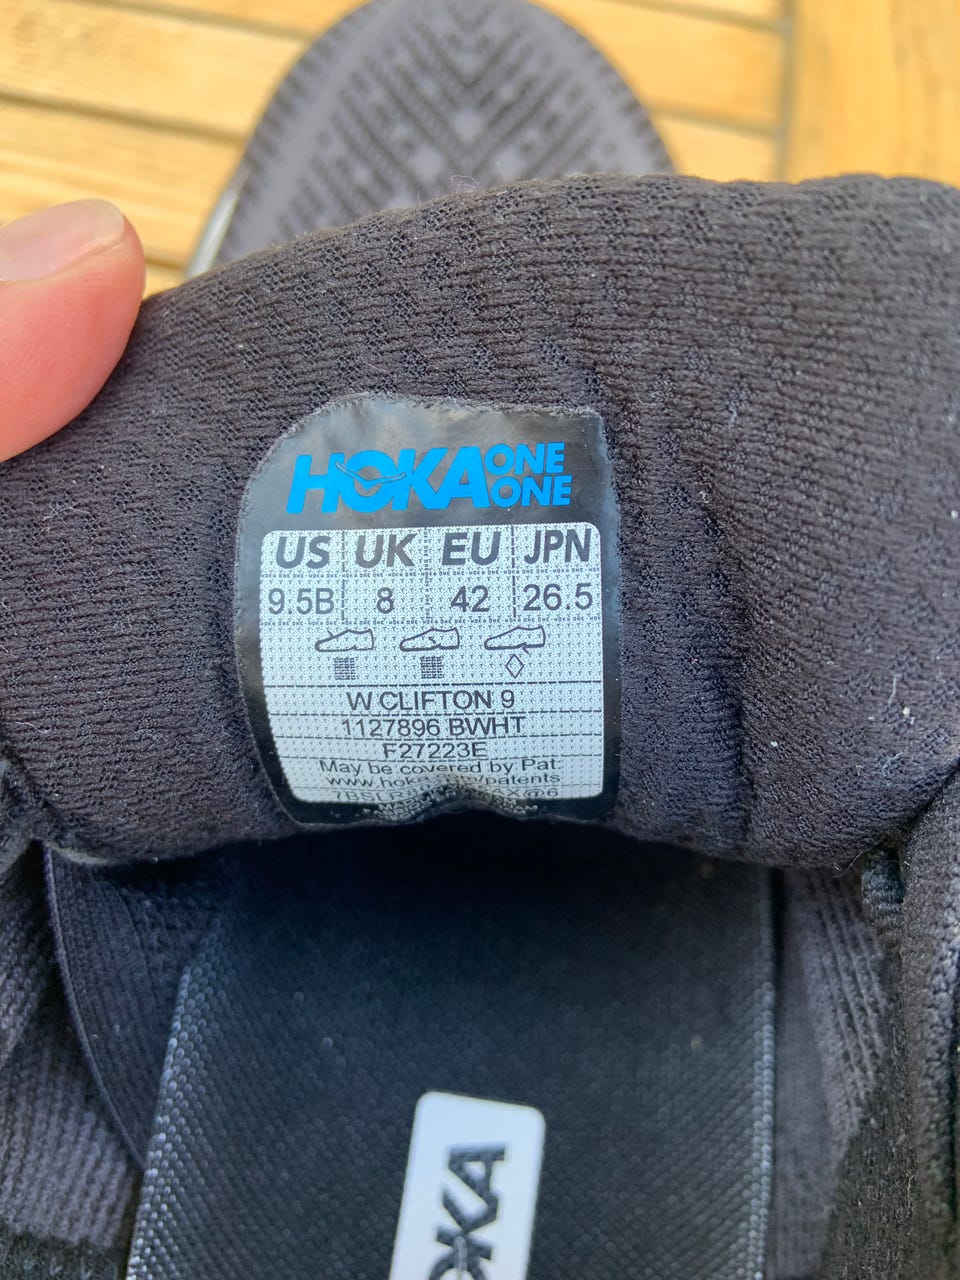 HOKA ONE ONE
US UK EU JPN
9.5B 8 42 26.5
W CLIFTON 9
1127896 BWHT
F27223E
May be covered by Pat.
HOKA